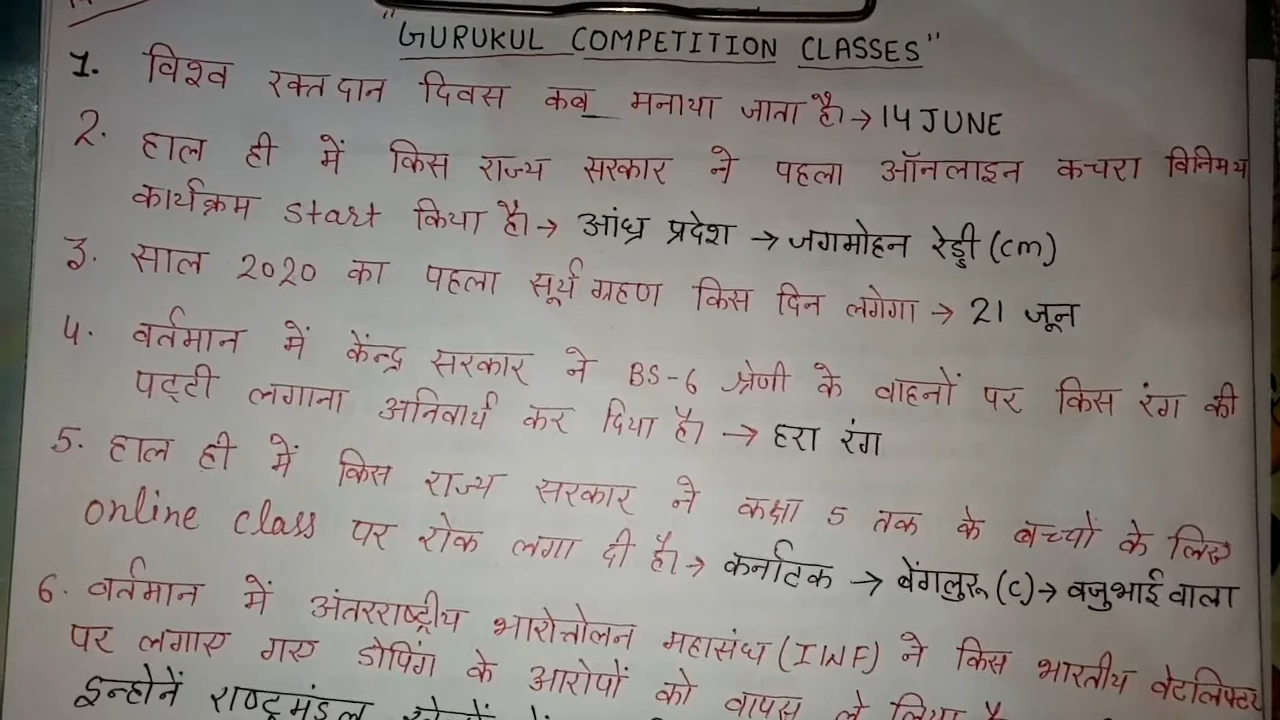 "GURUKUL COMPETITION CLASSES"
1. विश्व रक्तदान दिवस कब मनाया जाता है। → 14 JUNE
2. हाल ही में किस राज्य सरकार ने पहला ऑनलाइन कचरा विनिमय
कार्यक्रम start किया है। → आंध्र प्रदेश → जगमोहन रेड्डी (cm)
3. साल 2020 का पहला सूर्य ग्रहण किस दिन लगेगा → 21 जून
4. वर्तमान में केंन्द्र सरकार ने BS-6 श्रेणी के वाहनों पर किस रंग की
पट्टी लगाना अनिवार्य कर दिया है। → हरा रंग
5. हाल ही में किस राज्य सरकार ने कक्षा 5 तक के बच्चों के लिए
online class पर रोक लगा दी है। → कर्नाटक → बेंगलुरू (C) → वजुभाई वाला
6. वर्तमान में अंतरराष्ट्रीय भारोत्तोलन महासंघ (IWF) ने किस भारतीय वेटलिफ्टर
पर लगाए गए डोपिंग के आरोपों को वापस ले लिया है
इन्होनें राष्ट्रमंडल